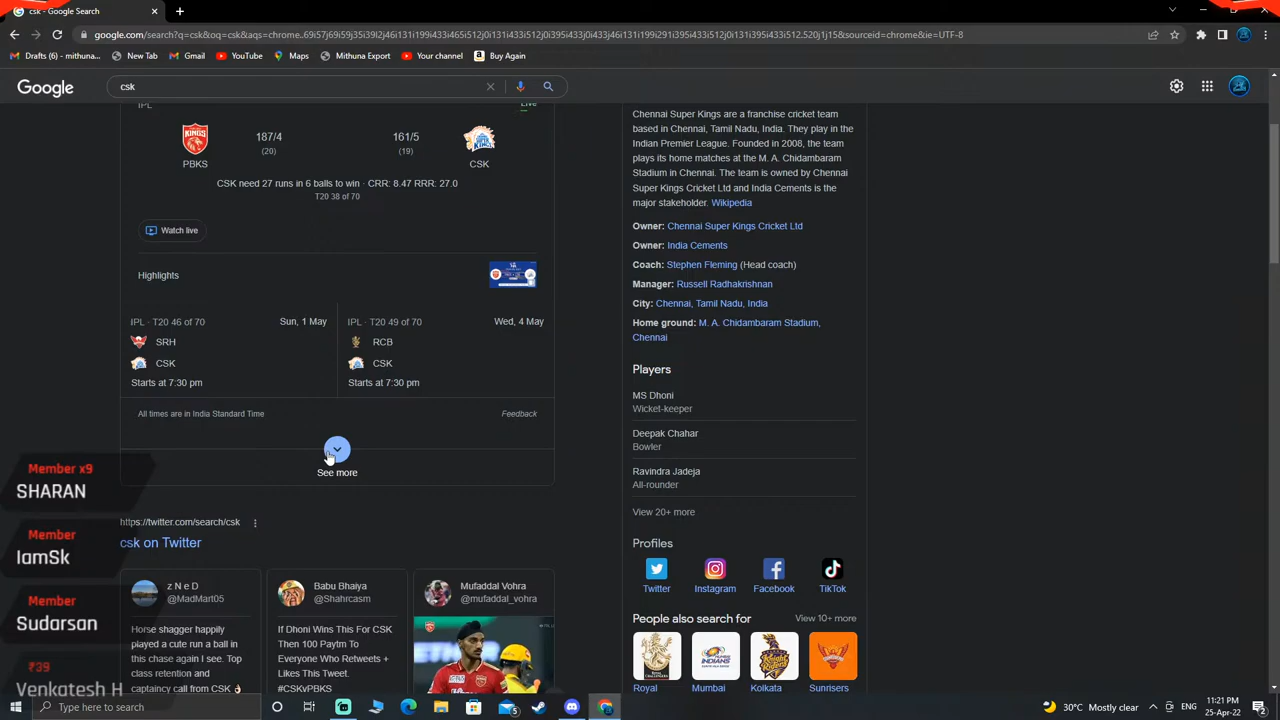 csk - Google Search
google.com/search?q=csk&oq=csk&aqs=chrome..69i57j69i59j35i39l2j46i131i199i433i465i512j0i131i433i512j0i433j46i131i199i291i395i433i512j0i131i395i433i512.520j1j15&sourceid=chrome&ie=UTF-8
Drafts (6) - mithuna... New Tab Gmail YouTube Maps Mithuna Export Your channel Buy Again
Google csk
IPL Live
187/4 161/5
(20) (19)
PBKS CSK
CSK need 27 runs in 6 balls to win · CRR: 8.47 RRR: 27.0
T20 38 of 70
Watch live
Highlights
IPL · T20 46 of 70 Sun, 1 May
SRH
CSK
Starts at 7:30 pm
IPL · T20 49 of 70 Wed, 4 May
RCB
CSK
Starts at 7:30 pm
All times are in India Standard Time Feedback
See more
https://twitter.com/search/csk
csk on Twitter
z N e D
@MadMart05
Horse shagger happily
played a cute run a ball in
this chase again I see. Top
class retention and
captaincy call from CSK
Babu Bhaiya
@Shahrcasm
If Dhoni Wins This For CSK
Then 100 Paytm To
Everyone Who Retweets +
Likes This Tweet.
#CSKvPBKS
Mufaddal Vohra
@mufaddal_vohra
Chennai Super Kings are a franchise cricket team
based in Chennai, Tamil Nadu, India. They play in the
Indian Premier League. Founded in 2008, the team
plays its home matches at the M. A. Chidambaram
Stadium in Chennai. The team is owned by Chennai
Super Kings Cricket Ltd and India Cements is the
major stakeholder. Wikipedia
Owner: Chennai Super Kings Cricket Ltd
Owner: India Cements
Coach: Stephen Fleming (Head coach)
Manager: Russell Radhakrishnan
City: Chennai, Tamil Nadu, India
Home ground: M. A. Chidambaram Stadium,
Chennai
Players
MS Dhoni
Wicket-keeper
Deepak Chahar
Bowler
Ravindra Jadeja
All-rounder
View 20+ more
Profiles
Twitter Instagram Facebook TikTok
People also search for View 10+ more
Royal Mumbai Kolkata Sunrisers
Member x9
SHARAN
Member
IamSk
Member
Sudarsan
₹39
venkatesh H
Type here to search
30°C Mostly clear
11:21 PM
25-Apr-22